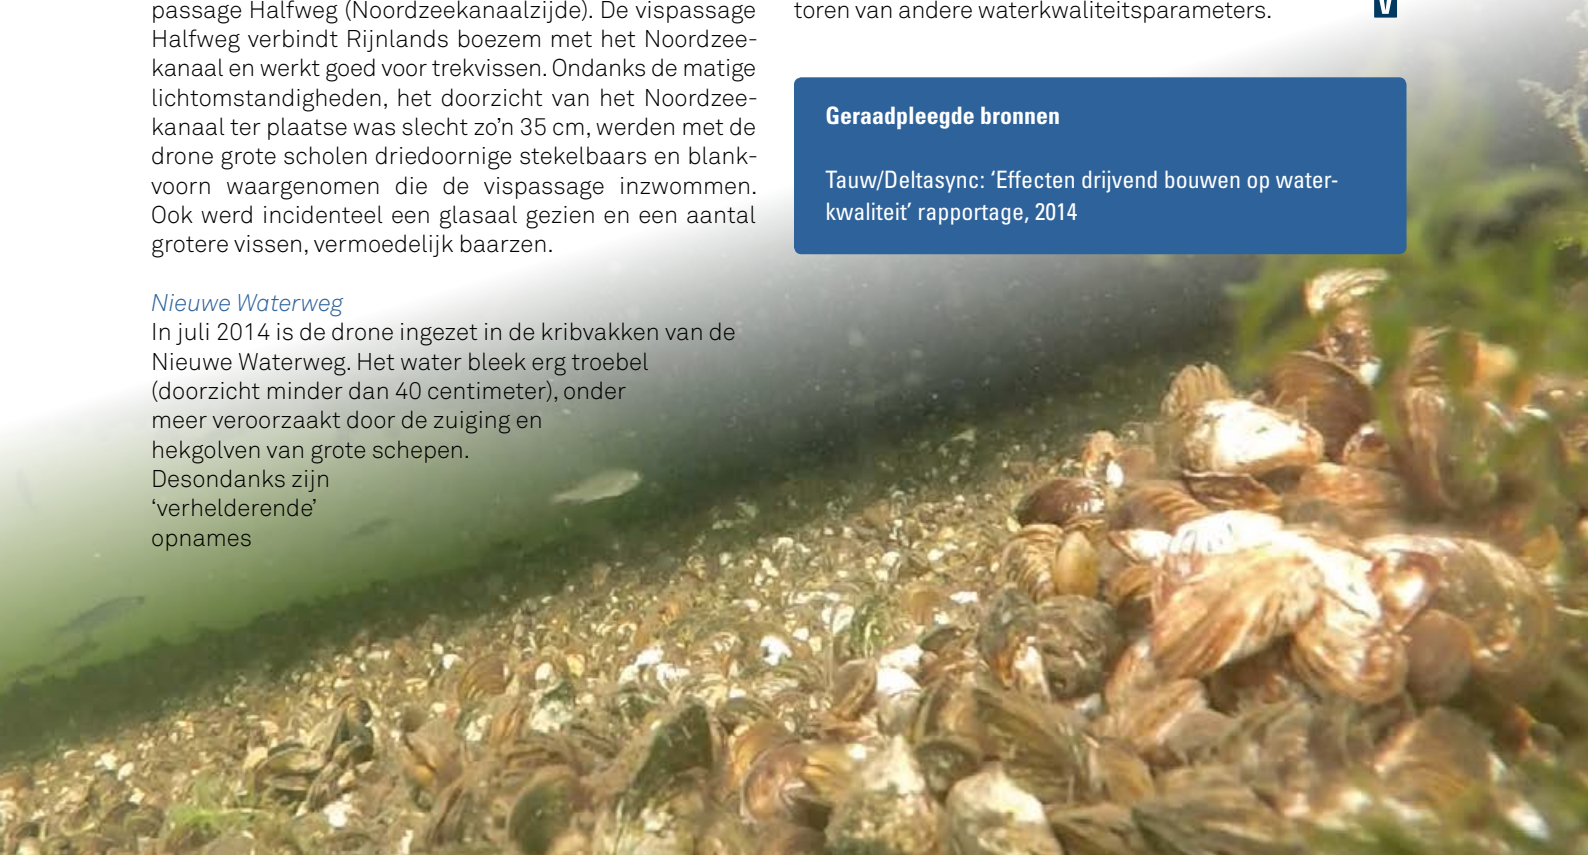 passage Halfweg (Noordzeekanaalzijde). De vispassage
Halfweg verbindt Rijnlands boezem met het Noordzee-
kanaal en werkt goed voor trekvissen. Ondanks de matige
lichtomstandigheden, het doorzicht van het Noordzee-
kanaal ter plaatse was slecht zo’n 35 cm, werden met de
drone grote scholen driedoornige stekelbaars en blank-
voorn waargenomen die de vispassage inzwommen.
Ook werd incidenteel een glasaal gezien en een aantal
grotere vissen, vermoedelijk baarzen.
Nieuwe Waterweg
In juli 2014 is de drone ingezet in de kribvakken van de
Nieuwe Waterweg. Het water bleek erg troebel
(doorzicht minder dan 40 centimeter), onder
meer veroorzaakt door de zuiging en
hekgolven van grote schepen.
Desondanks zijn
‘verhelderende’
opnames
toren van andere waterkwaliteitsparameters.
V
Geraadpleegde bronnen
Tauw/Deltasync: ‘Effecten drijvend bouwen op water-
kwaliteit’ rapportage, 2014